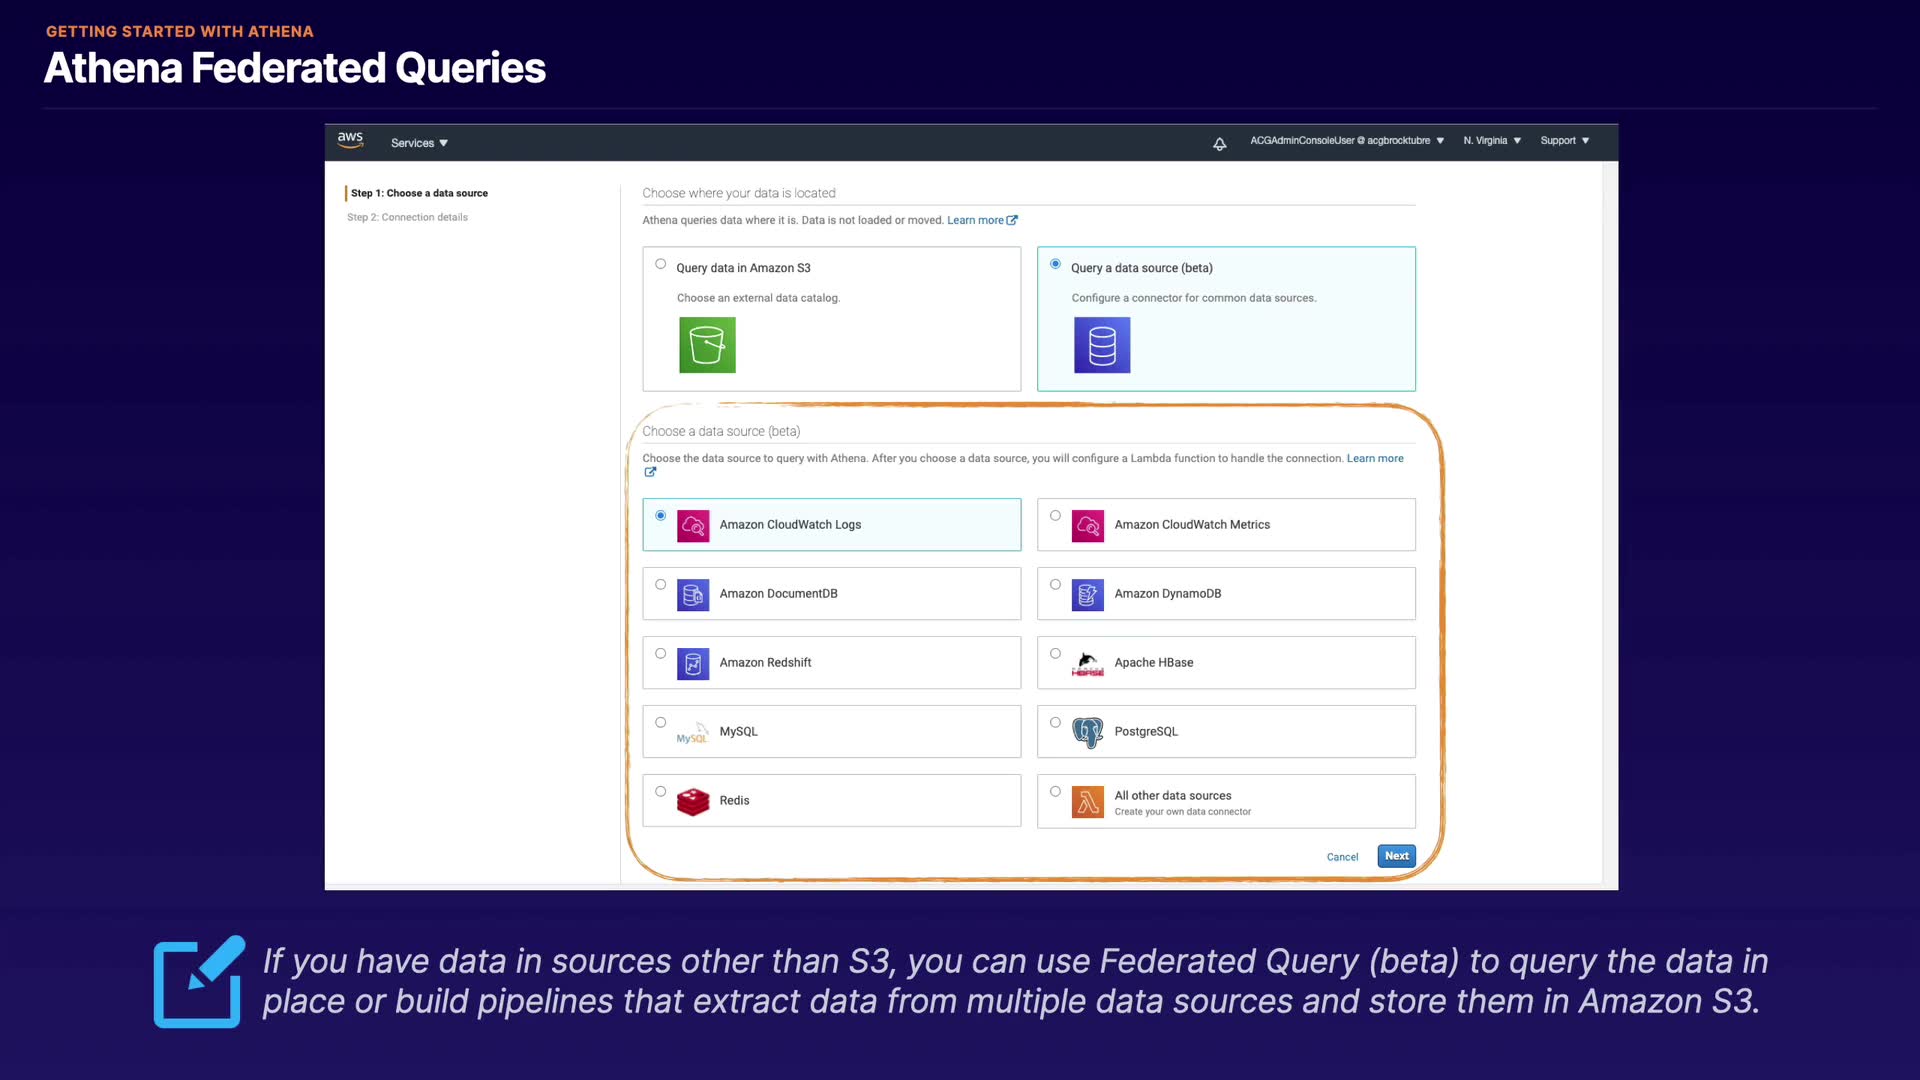 GETTING STARTED WITH ATHENA
Athena Federated Queries
aws
Services
ACGAdminConsoleUser @ acgbrocktubre
N. Virginia
Support
Step 1: Choose a data source
Step 2: Connection details
Choose where your data is located
Athena queries data where it is. Data is not loaded or moved. Learn more
Query data in Amazon S3
Choose an external data catalog.
Query a data source (beta)
Configure a connector for common data sources.
Choose a data source (beta)
Choose the data source to query with Athena. After you choose a data source, you will configure a Lambda function to handle the connection. Learn more
Amazon CloudWatch Logs
Amazon CloudWatch Metrics
Amazon DocumentDB
Amazon DynamoDB
Amazon Redshift
HBASE
Apache HBase
MySQL
MySQL
PostgreSQL
Redis
All other data sources
Create your own data connector
Cancel
Next
If you have data in sources other than S3, you can use Federated Query (beta) to query the data in
place or build pipelines that extract data from multiple data sources and store them in Amazon S3.